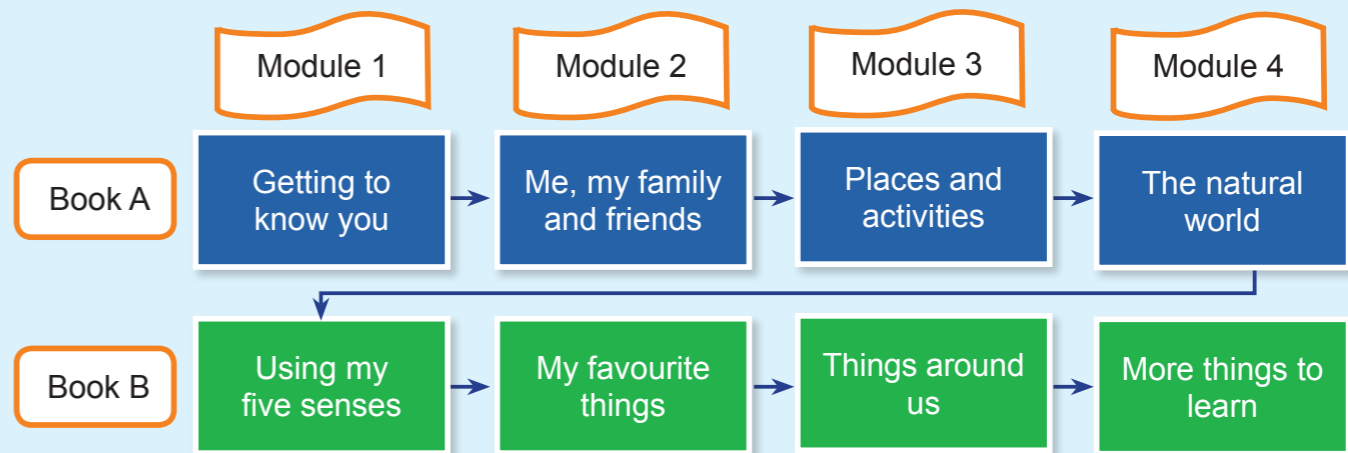 Module 1
Module 2
Module 3
Module 4
Book A
Getting to
know you
Me, my family
and friends
Places and
activities
The natural
world
Book B
Using my
five senses
My favourite
things
Things around
us
More things to
learn